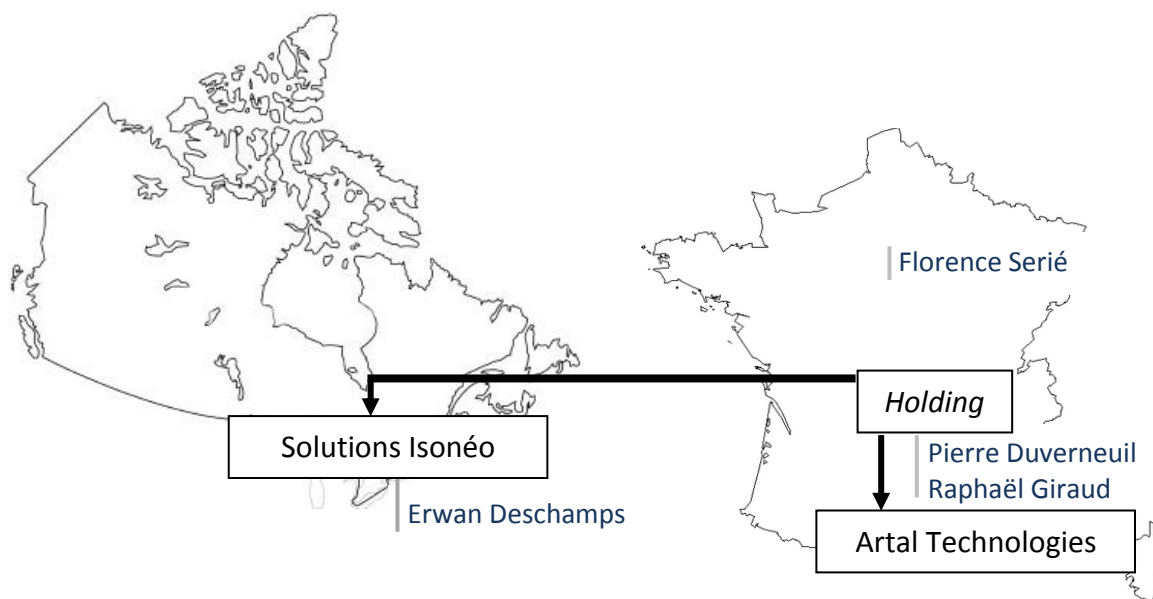 Florence Serié
Holding
Solutions Isonéo
Pierre Duverneuil
Raphaël Giraud
Erwan Deschamps
Artal Technologies